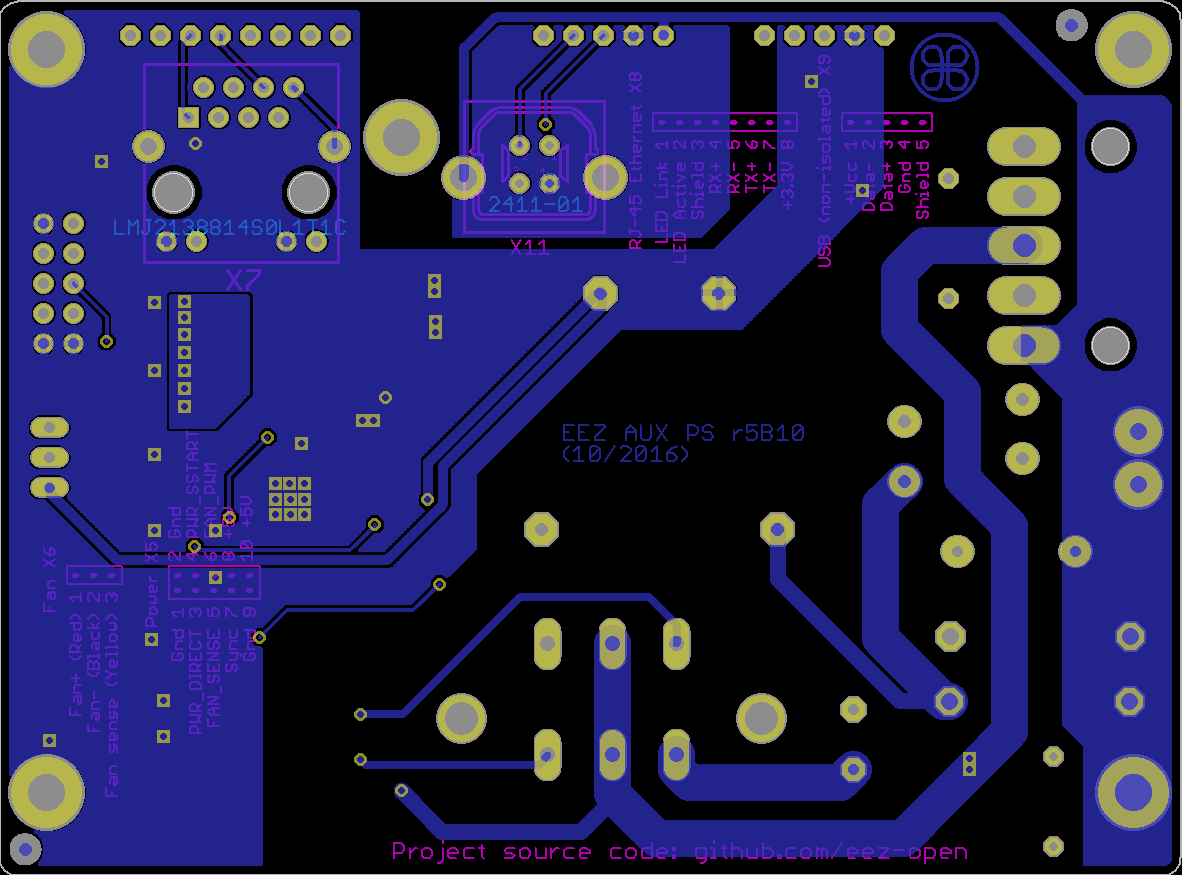 LMJ2138814S0L1T1C
X7
2411-01
X11
RJ-45 Ethernet X8
LED Link 1
LED Active 2
Shield 3
RX+ 4
RX- 5
TX+ 6
TX- 7
+3.3V 8
USB (non-isolated) X9
+Vcc 1
Data- 2
Data+ 3
Gnd 4
Shield 5
EEZ AUX PS r5B10
(10/2016)
Fan X6
Fan+ (Red) 1
Fan- (Black) 2
Fan sense (Yellow) 3
Power X5
2 Gnd
4 PWR_SSTART
6 FAN_PWM
8 +5V
10 +5V
Gnd 1
PWR_DIRECT 3
FAN_SENSE 5
Sync 7
Gnd 9
Project source code: github.com/eez-open